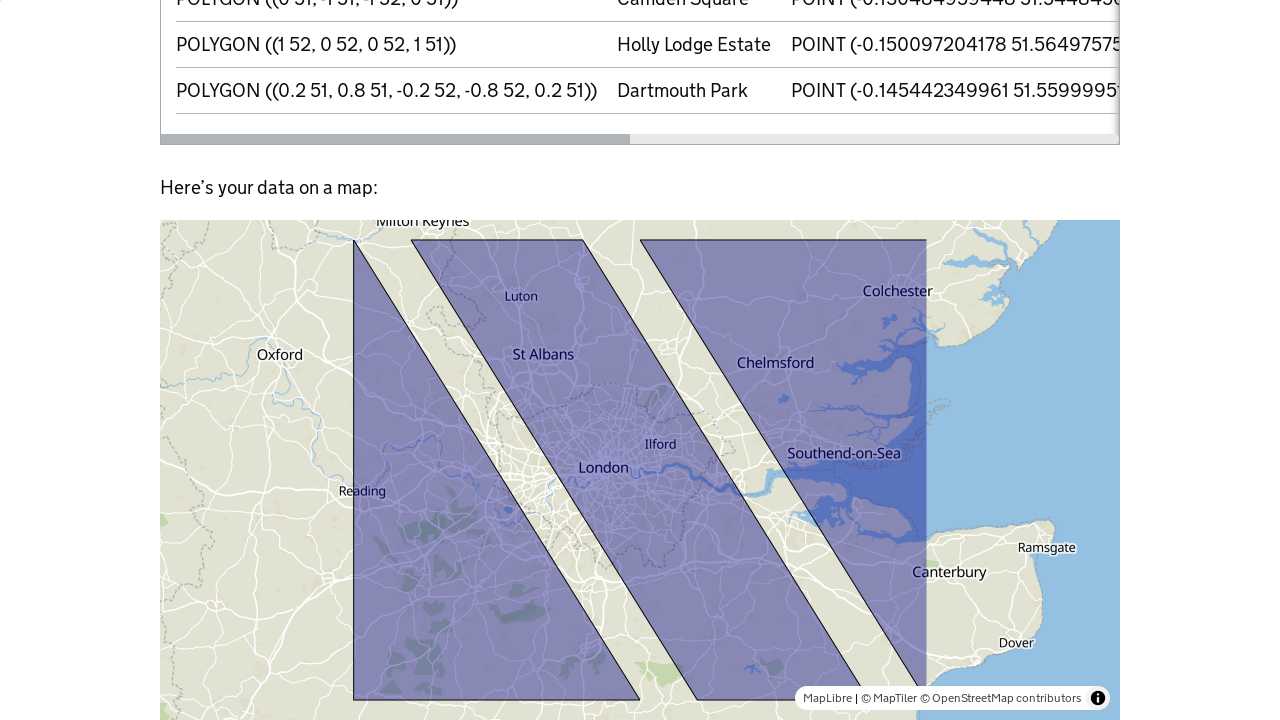 POLYGON ((0 51, -1 51, -1 52, 0 51)) Camden Square POINT (-0.130484959448 51.5448430
POLYGON ((1 52, 0 52, 0 52, 1 51)) Holly Lodge Estate POINT (-0.150097204178 51.56497575
POLYGON ((0.2 51, 0.8 51, -0.2 52, -0.8 52, 0.2 51)) Dartmouth Park POINT (-0.145442349961 51.5599995
Here's your data on a map:
Milton Keynes
Colchester
Luton
Oxford
St Albans
Chelmsford
Ilford
Southend-on-Sea
London
Reading
Ramsgate
Canterbury
Dover
MapLibre | © MapTiler © OpenStreetMap contributors